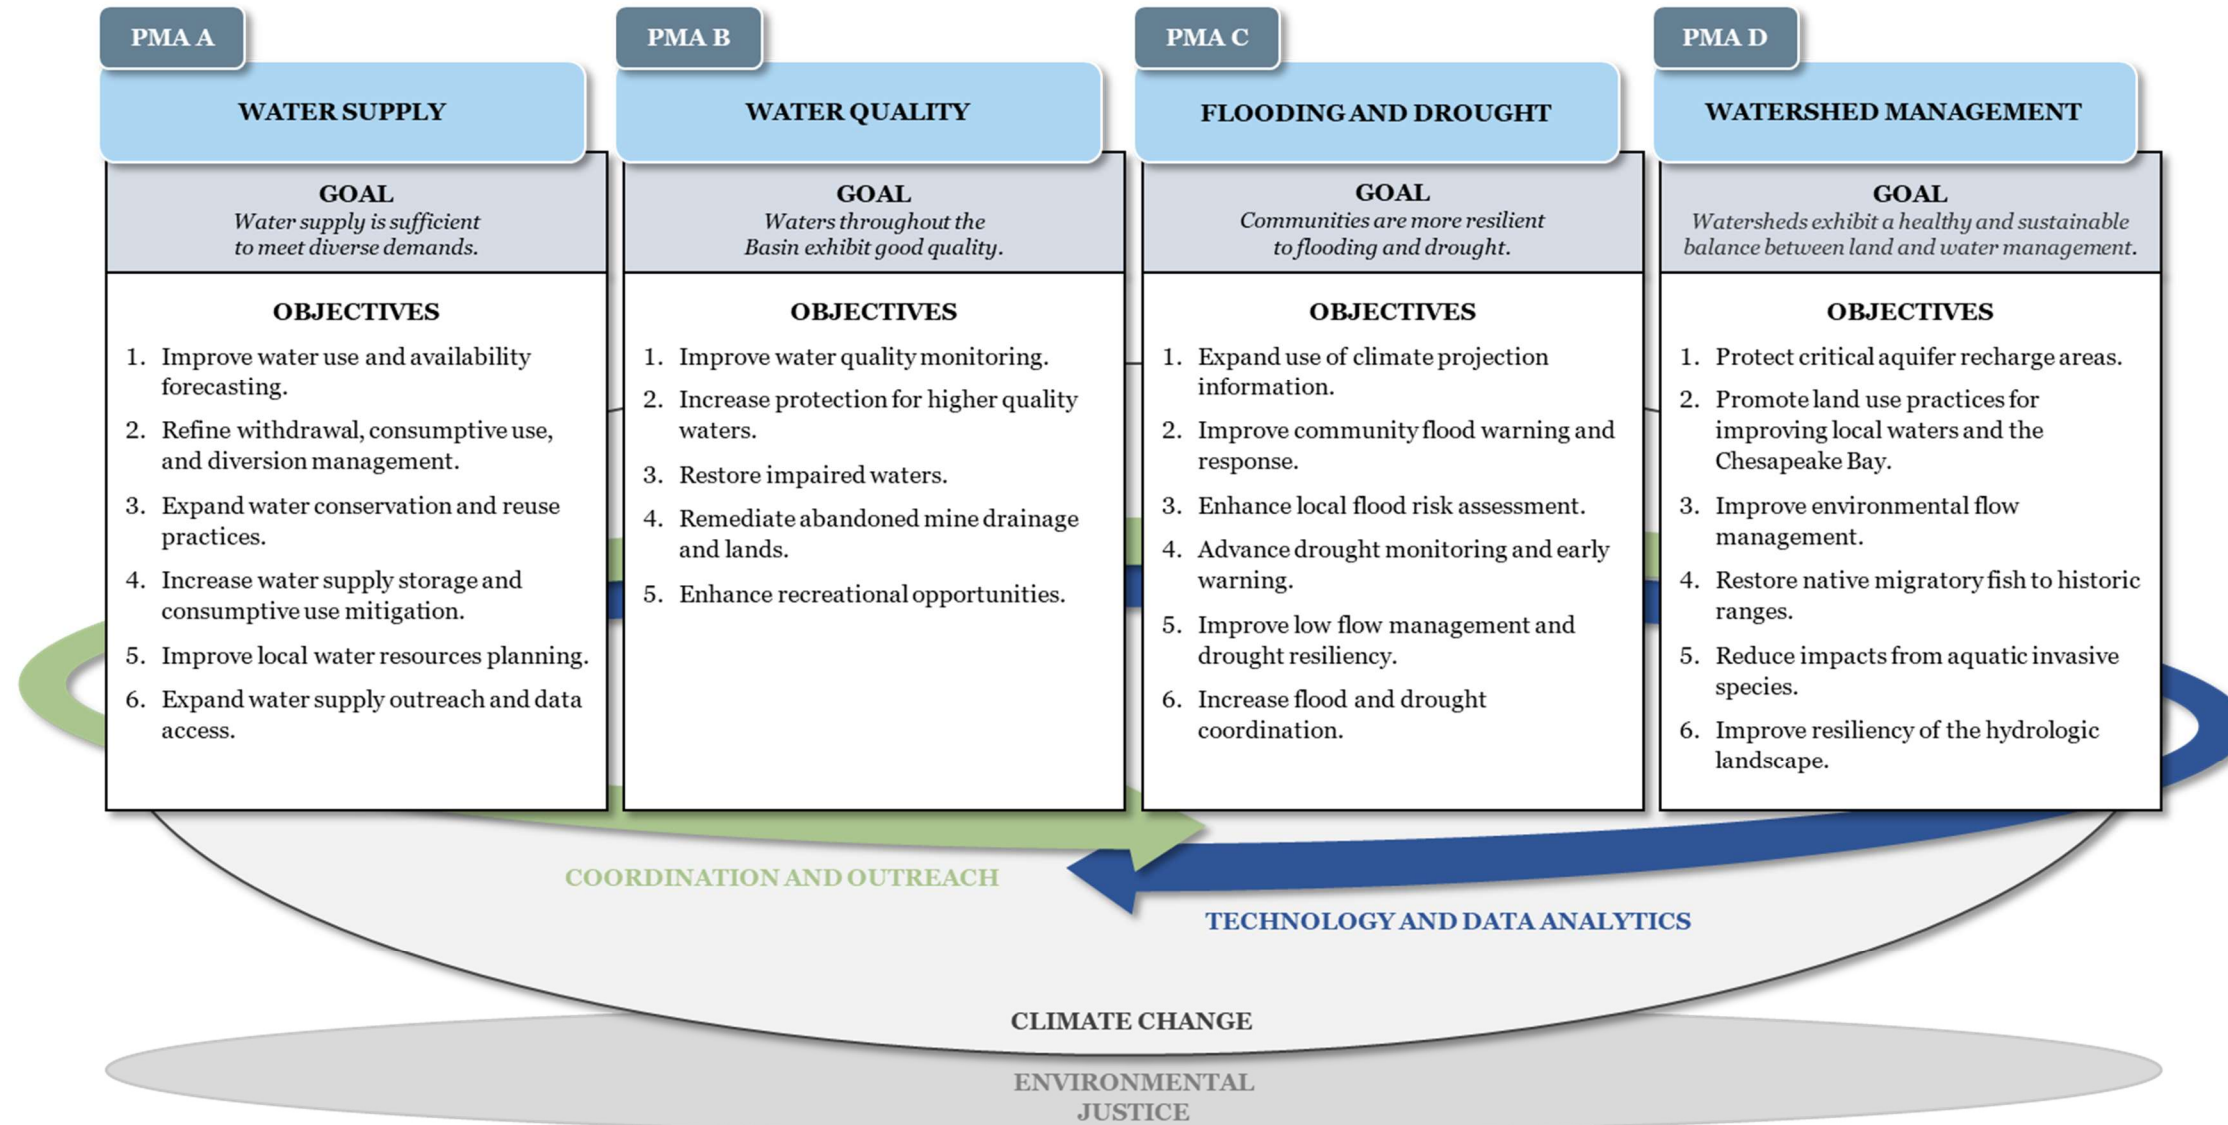 PMA A
WATER SUPPLY
GOAL
Water supply is sufficient
to meet diverse demands.
OBJECTIVES
1. Improve water use and availability
forecasting.
2. Refine withdrawal, consumptive use,
and diversion management.
3. Expand water conservation and reuse
practices.
4. Increase water supply storage and
consumptive use mitigation.
5. Improve local water resources planning.
6. Expand water supply outreach and data
access.
PMA B
WATER QUALITY
GOAL
Waters throughout the
Basin exhibit good quality.
OBJECTIVES
1. Improve water quality monitoring.
2. Increase protection for higher quality
waters.
3. Restore impaired waters.
4. Remediate abandoned mine drainage
and lands.
5. Enhance recreational opportunities.
PMA C
FLOODING AND DROUGHT
GOAL
Communities are more resilient
to flooding and drought.
OBJECTIVES
1. Expand use of climate projection
information.
2. Improve community flood warning and
response.
3. Enhance local flood risk assessment.
4. Advance drought monitoring and early
warning.
5. Improve low flow management and
drought resiliency.
6. Increase flood and drought
coordination.
PMA D
WATERSHED MANAGEMENT
GOAL
Watersheds exhibit a healthy and sustainable
balance between land and water management.
OBJECTIVES
1. Protect critical aquifer recharge areas.
2. Promote land use practices for
improving local waters and the
Chesapeake Bay.
3. Improve environmental flow
management.
4. Restore native migratory fish to historic
ranges.
5. Reduce impacts from aquatic invasive
species.
6. Improve resiliency of the hydrologic
landscape.
COORDINATION AND OUTREACH
TECHNOLOGY AND DATA ANALYTICS
CLIMATE CHANGE
ENVIRONMENTAL
JUSTICE